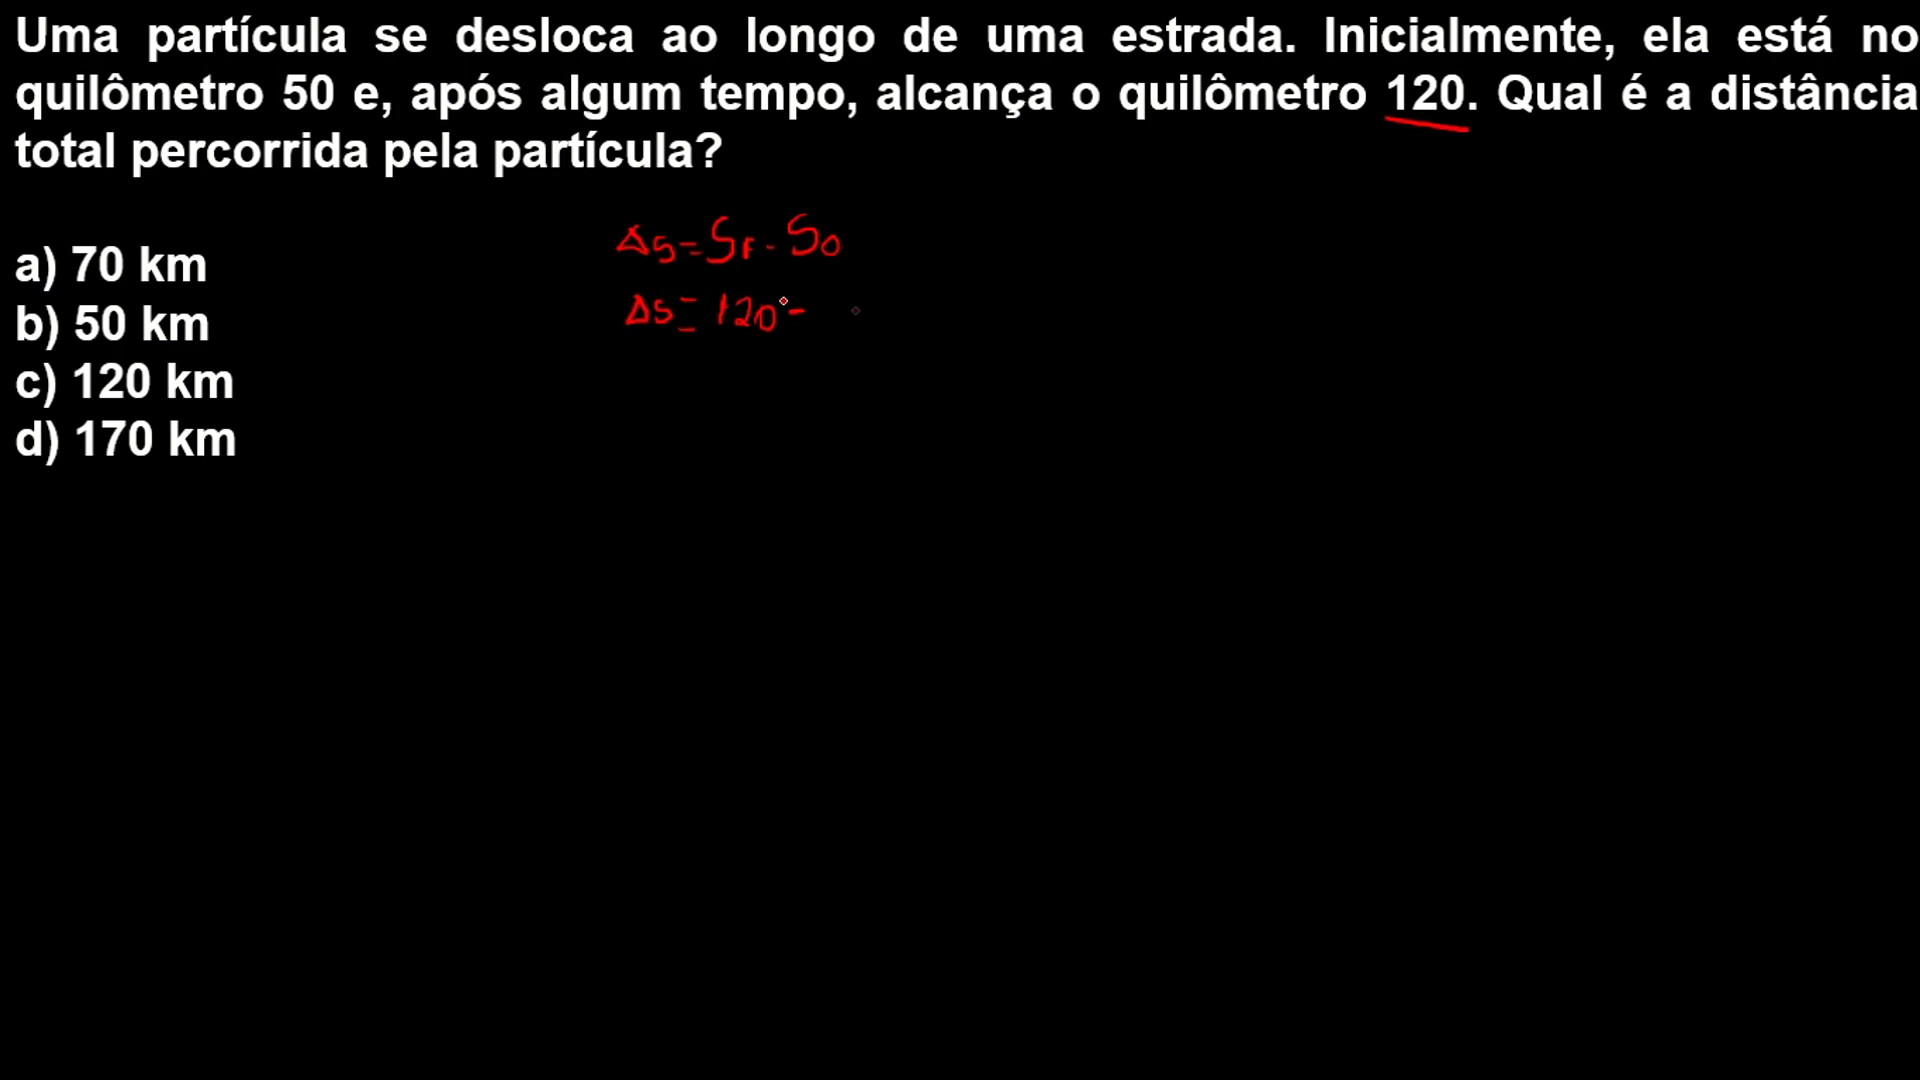 Uma partícula se desloca ao longo de uma estrada. Inicialmente, ela está no
quilômetro 50 e, após algum tempo, alcança o quilômetro 120. Qual é a distância
total percorrida pela partícula?
a) 70 km
b) 50 km
c) 120 km
d) 170 km
ΔS = SF - S0
ΔS = 120 -